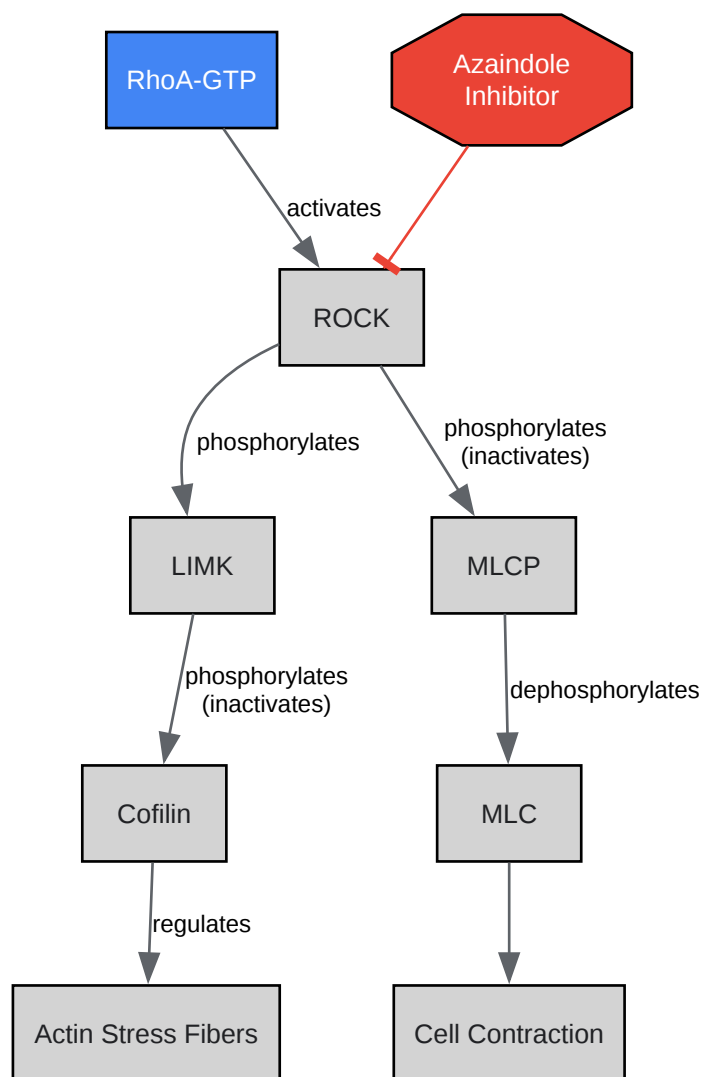 RhoA-GTP
Azaindole
Inhibitor
activates
ROCK
phosphorylates
phosphorylates
(inactivates)
LIMK
MLCP
phosphorylates
(inactivates)
dephosphorylates
Cofilin
MLC
regulates
Actin Stress Fibers
Cell Contraction